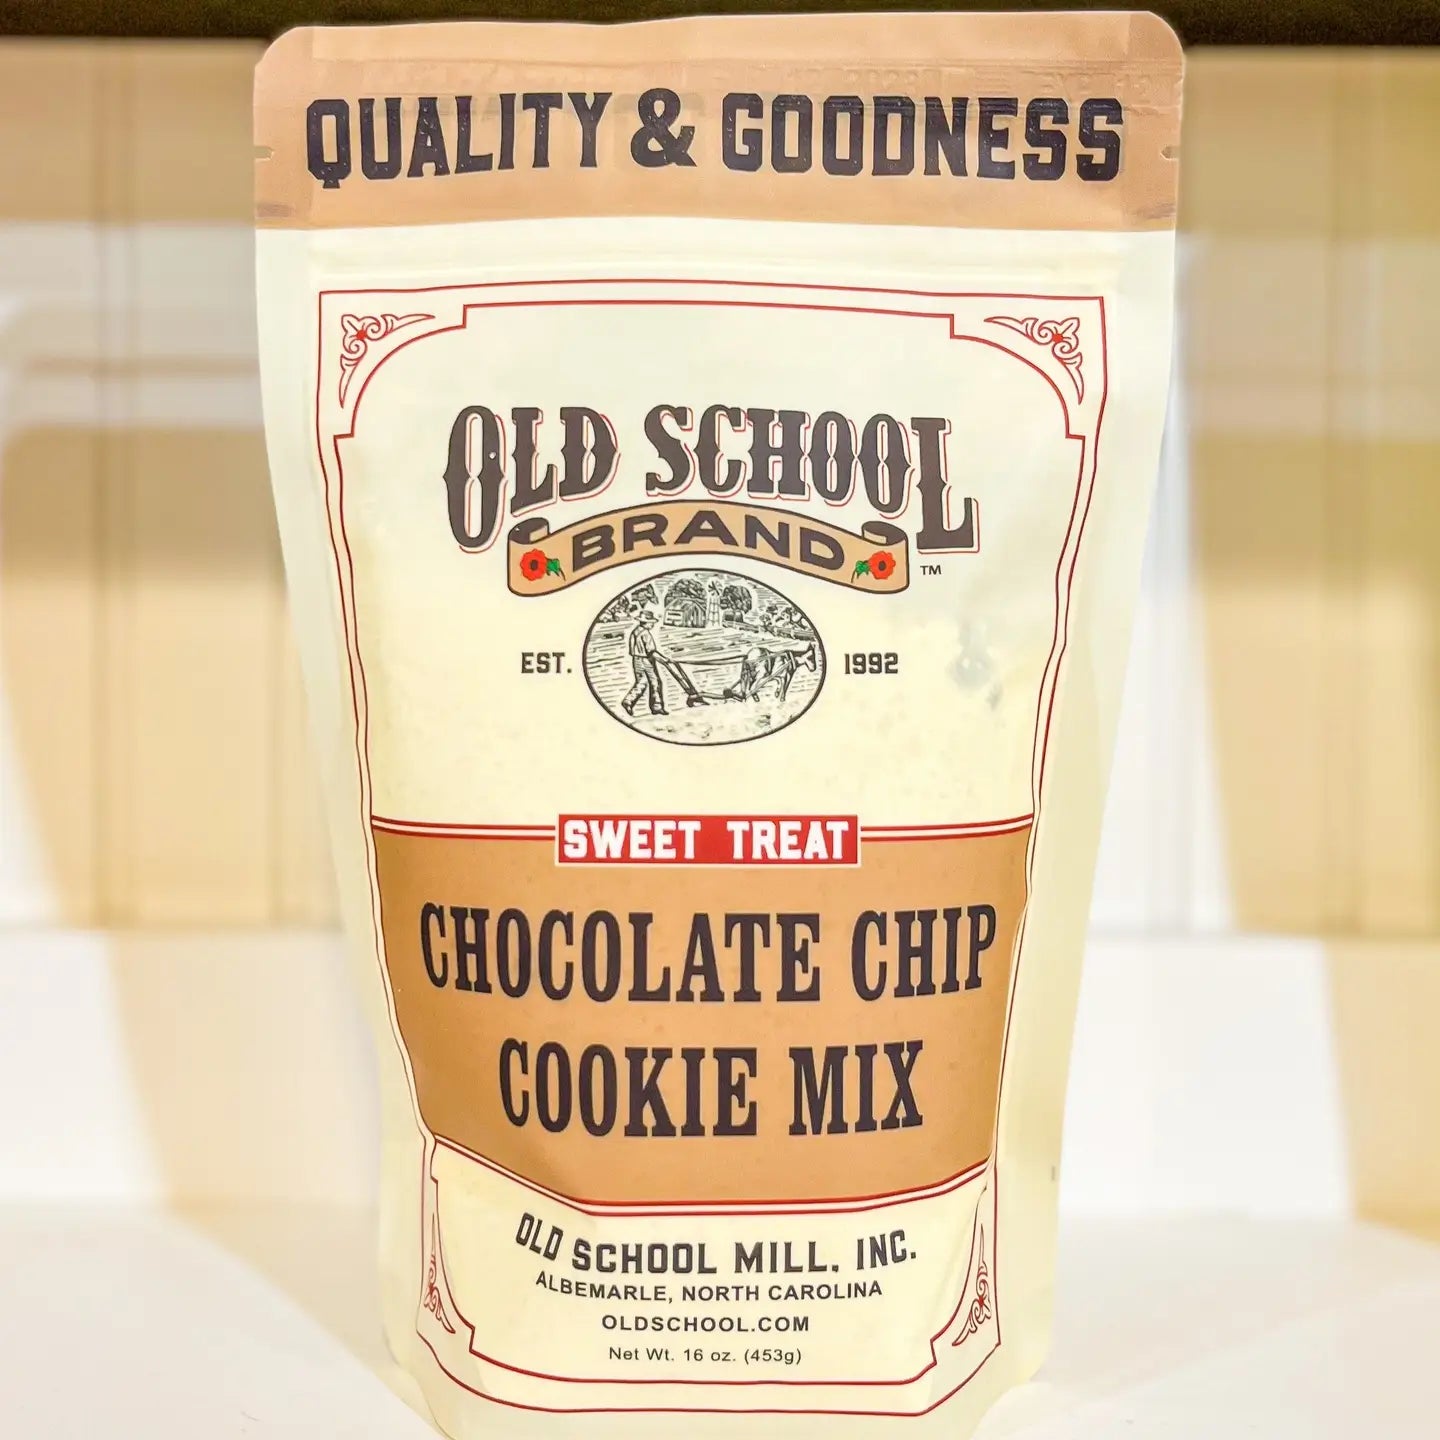 QUALITY & GOODNESS
OLD SCHOOL
BRAND
TM
EST. 1992
SWEET TREAT
CHOCOLATE CHIP
COOKIE MIX
OLD SCHOOL MILL, INC.
ALBEMARLE, NORTH CAROLINA
OLDSCHOOL.COM
Net Wt. 16 oz. (453g)